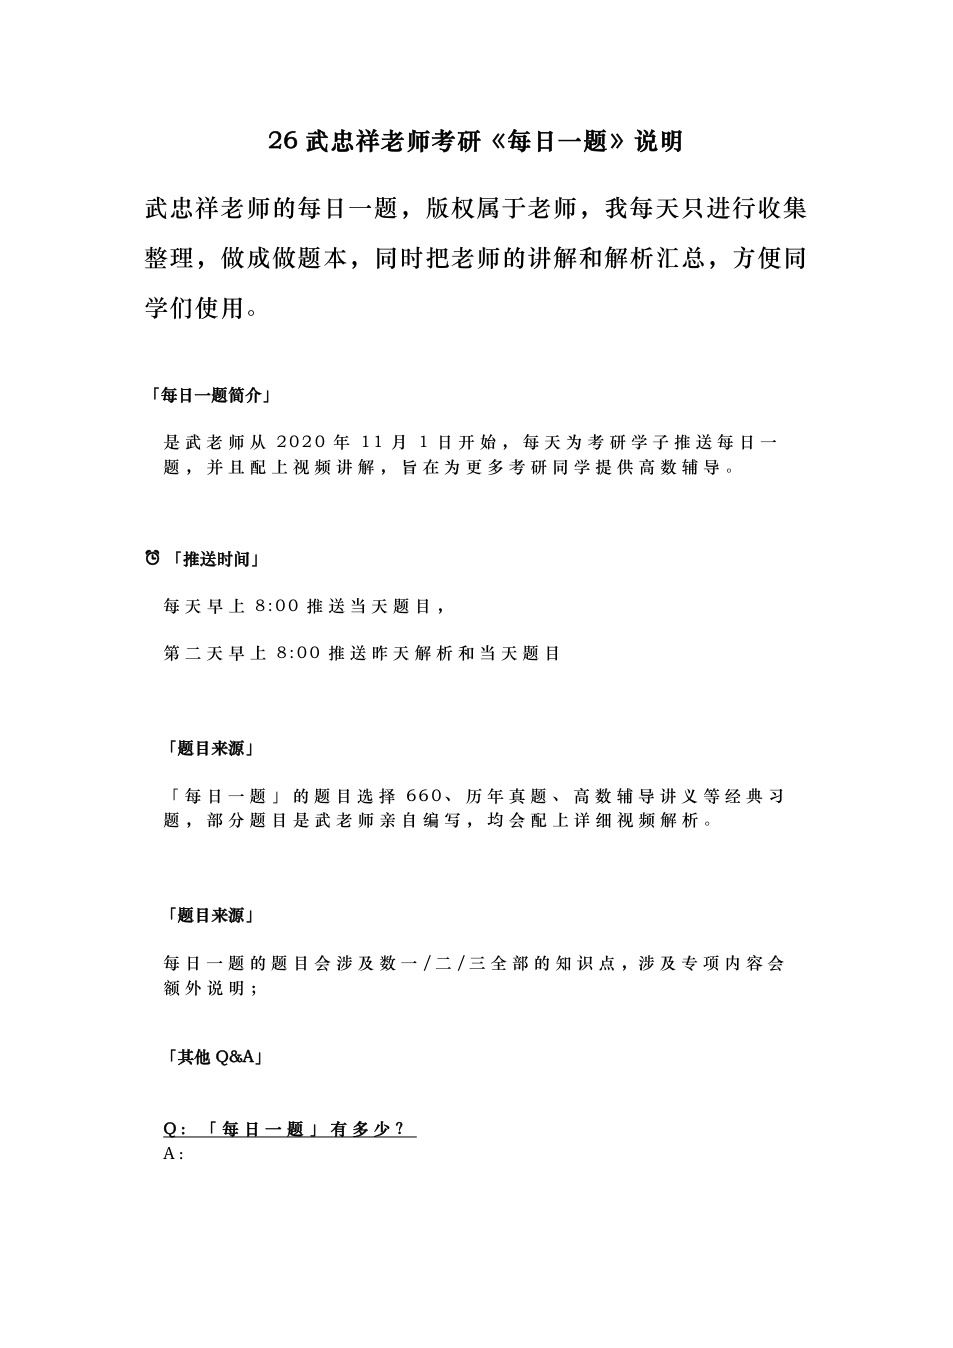 26 武忠祥老师考研《每日一题》说明
武忠祥老师的每日一题，版权属于老师，我每天只进行收集
整理，做成做题本，同时把老师的讲解和解析汇总，方便同
学们使用。
「每日一题简介」
是武老师从 2020 年 11 月 1 日开始，每天为考研学子推送每日一
题，并且配上视频讲解，旨在为更多考研同学提供高数辅导。
⏰「推送时间」
每天早上 8:00 推送当天题目，
第二天早上 8:00 推送昨天解析和当天题目
「题目来源」
「每日一题」的题目选择 660、历年真题、高数辅导讲义等经典习
题，部分题目是武老师亲自编写，均会配上详细视频解析。
「题目来源」
每日一题的题目会涉及数一/二/三全部的知识点，涉及专项内容会
额外说明；
「其他 Q&A」
Q：「每日一题」有多少？
A：